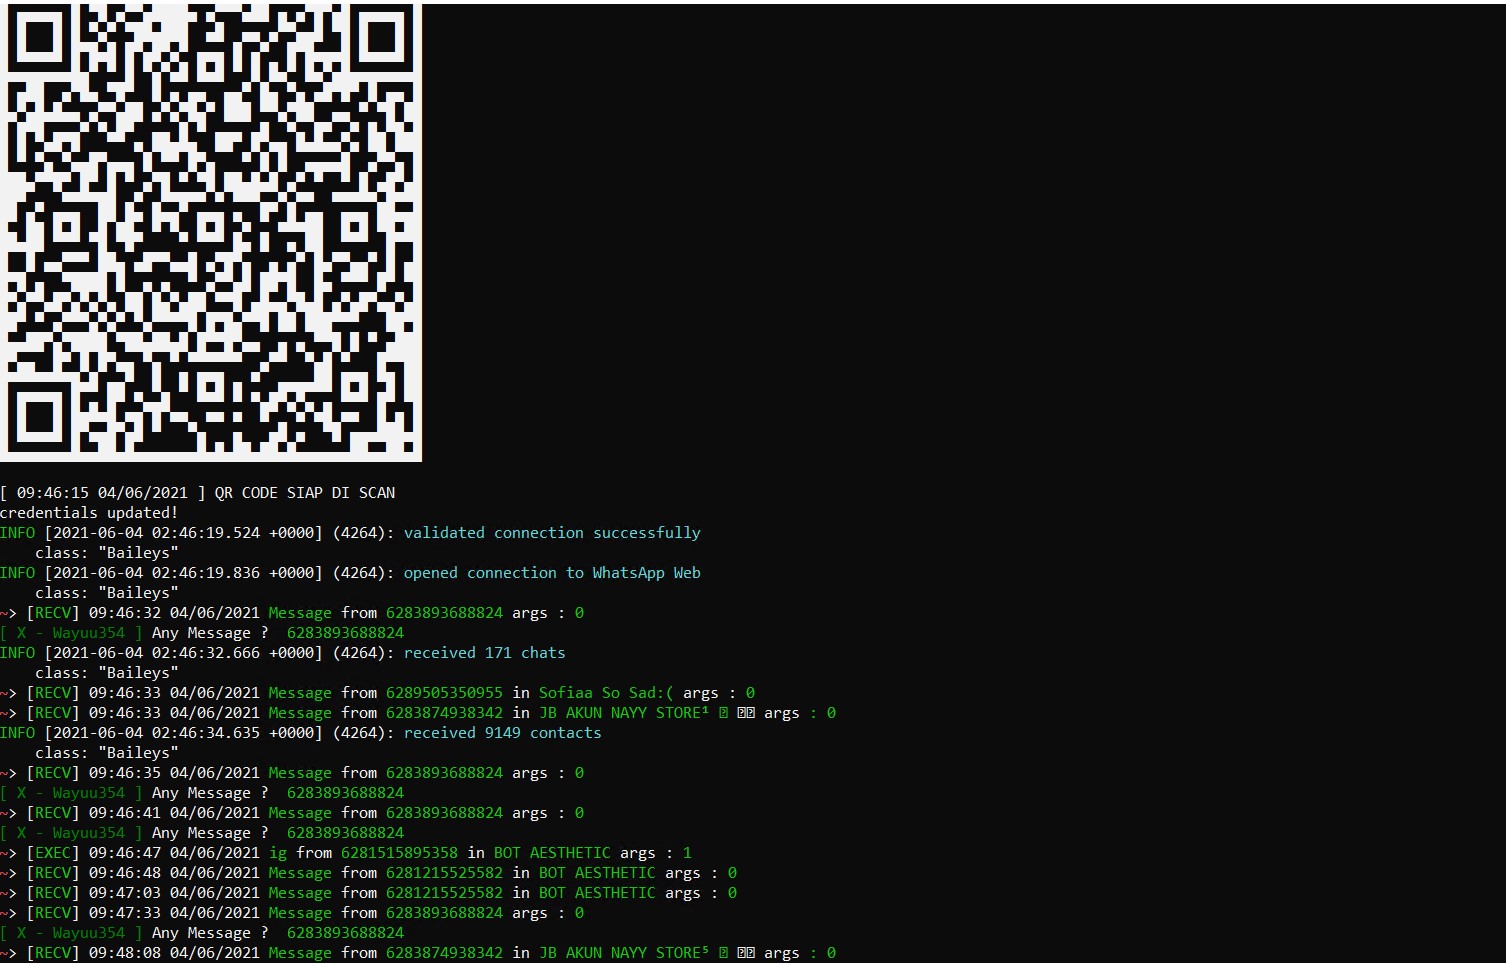 [ 09:46:15 04/06/2021 ] QR CODE SIAP DI SCAN
credentials updated!
INFO [2021-06-04 02:46:19.524 +0000] (4264): validated connection successfully
class: "Baileys"
INFO [2021-06-04 02:46:19.836 +0000] (4264): opened connection to WhatsApp Web
class: "Baileys"
~> [RECV] 09:46:32 04/06/2021 Message from 6283893688824 args : 0
[ X - Wayuu354 ] Any Message ? 6283893688824
INFO [2021-06-04 02:46:32.666 +0000] (4264): received 171 chats
class: "Baileys"
~> [RECV] 09:46:33 04/06/2021 Message from 6289505350955 in Sofiaa So Sad:( args : 0
~> [RECV] 09:46:33 04/06/2021 Message from 6283874938342 in JB AKUN NAYY STORE¹ args : 0
INFO [2021-06-04 02:46:34.635 +0000] (4264): received 9149 contacts
class: "Baileys"
~> [RECV] 09:46:35 04/06/2021 Message from 6283893688824 args : 0
[ X - Wayuu354 ] Any Message ? 6283893688824
~> [RECV] 09:46:41 04/06/2021 Message from 6283893688824 args : 0
[ X - Wayuu354 ] Any Message ? 6283893688824
~> [EXEC] 09:46:47 04/06/2021 ig from 6281515895358 in BOT AESTHETIC args : 1
~> [RECV] 09:46:48 04/06/2021 Message from 6281215525582 in BOT AESTHETIC args : 0
~> [RECV] 09:47:03 04/06/2021 Message from 6281215525582 in BOT AESTHETIC args : 0
~> [RECV] 09:47:33 04/06/2021 Message from 6283893688824 args : 0
[ X - Wayuu354 ] Any Message ? 6283893688824
~> [RECV] 09:48:08 04/06/2021 Message from 6283874938342 in JB AKUN NAYY STORE⁵ args : 0